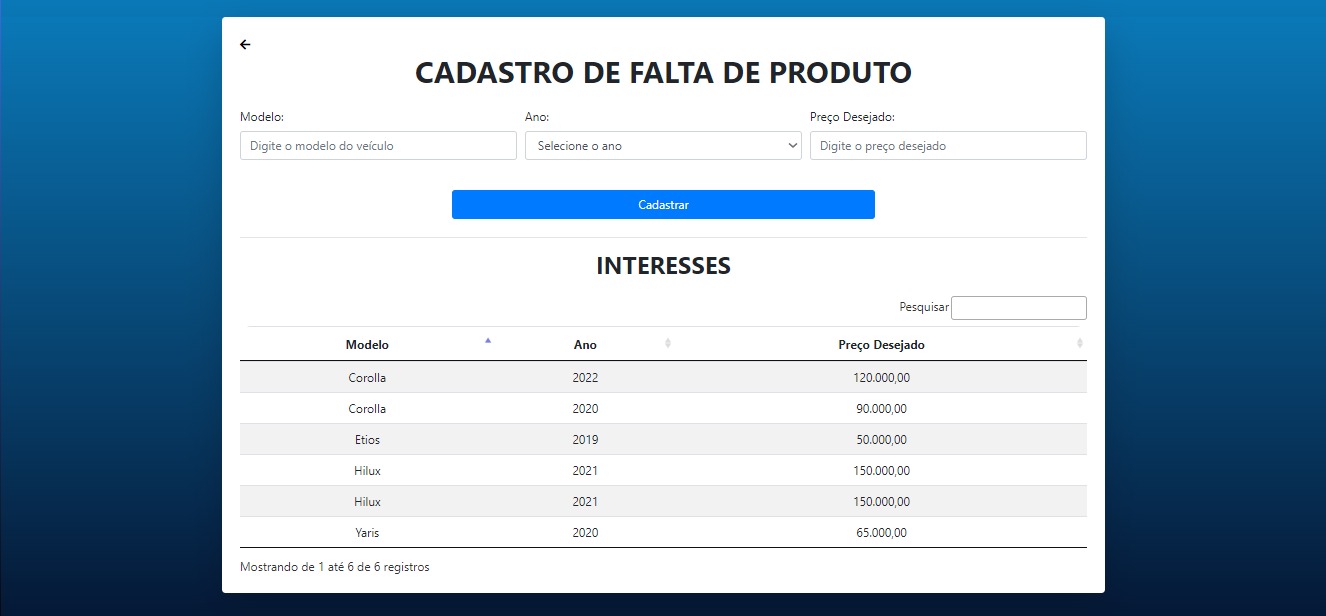 CADASTRO DE FALTA DE PRODUTO
Modelo: Ano: Preço Desejado:
Digite o modelo do veículo Selecione o ano Digite o preço desejado
Cadastrar
INTERESSES
Pesquisar
Modelo Ano Preço Desejado
Corolla 2022 120.000,00
Corolla 2020 90.000,00
Etios 2019 50.000,00
Hilux 2021 150.000,00
Hilux 2021 150.000,00
Yaris 2020 65.000,00
Mostrando de 1 até 6 de 6 registros